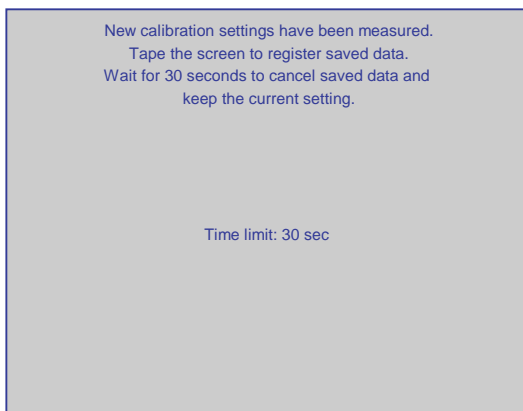 New calibration settings have been measured.
Tape the screen to register saved data.
Wait for 30 seconds to cancel saved data and
keep the current setting.
Time limit: 30 sec